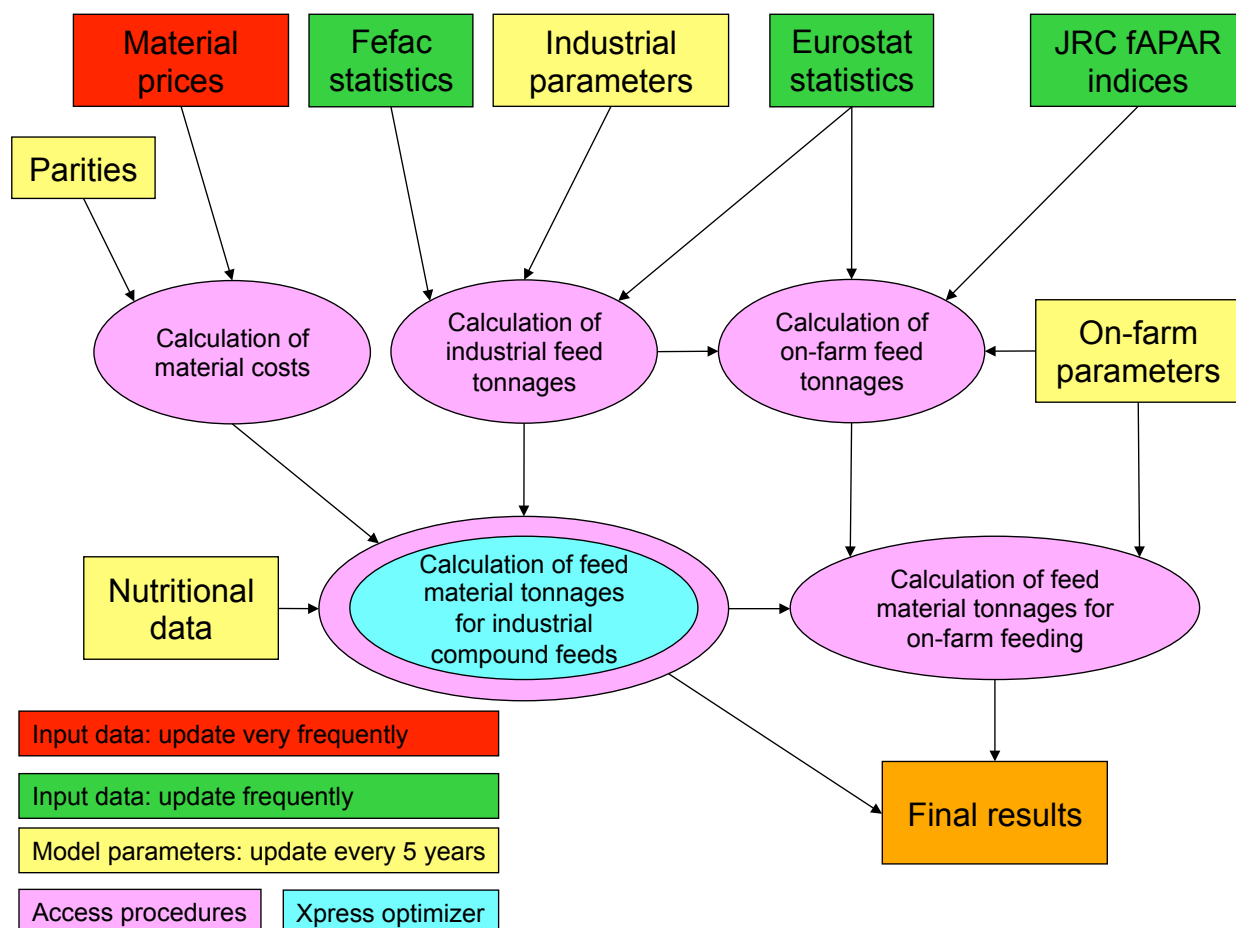 Material
prices
Fefac
statistics
Industrial
parameters
Eurostat
statistics
JRC fAPAR
indices
Parities
Calculation of
material costs
Calculation of
industrial feed
tonnages
Calculation of
on-farm feed
tonnages
On-farm
parameters
Nutritional
data
Calculation of feed
material tonnages
for industrial
compound feeds
Calculation of feed
material tonnages for
on-farm feeding
Final results
Input data: update very frequently
Input data: update frequently
Model parameters: update every 5 years
Access procedures
Xpress optimizer